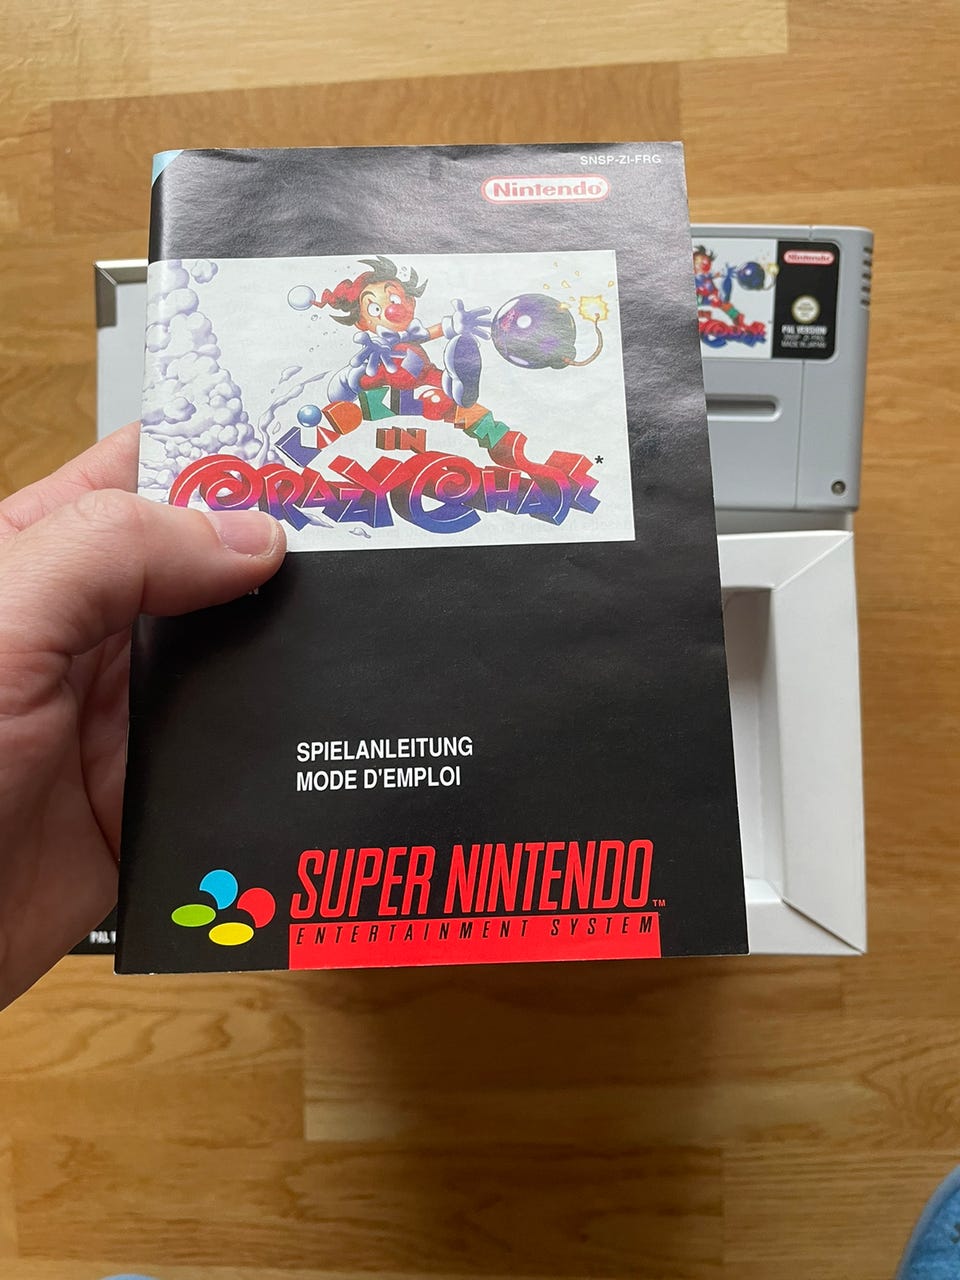 SNSP-ZI-FRG
Nintendo
KID KLOWN
IN
CRAZY CHASE*
SPIELANLEITUNG
MODE D'EMPLOI
SUPER NINTENDO™
ENTERTAINMENT SYSTEM
Nintendo
PAL VERSION
MADE IN JAPAN